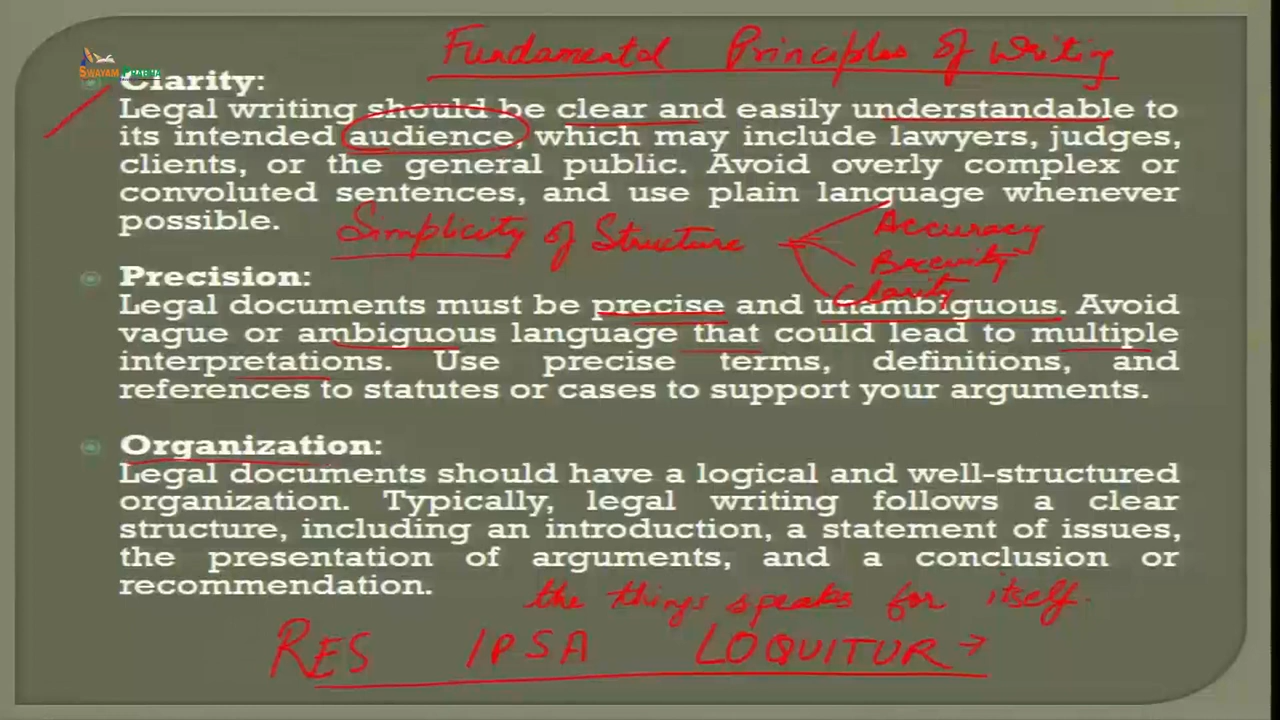 Fundamental Principles of Writing
SWAYAM PRABHA
Clarity:
Legal writing should be clear and easily understandable to
its intended audience, which may include lawyers, judges,
clients, or the general public. Avoid overly complex or
convoluted sentences, and use plain language whenever
possible.
Simplicity of Structure
Accuracy
Brevity
Clarity
Precision:
Legal documents must be precise and unambiguous. Avoid
vague or ambiguous language that could lead to multiple
interpretations. Use precise terms, definitions, and
references to statutes or cases to support your arguments.
Organization:
Legal documents should have a logical and well-structured
organization. Typically, legal writing follows a clear
structure, including an introduction, a statement of issues,
the presentation of arguments, and a conclusion or
recommendation.
the things speaks for itself.
RES IPSA LOQUITUR →